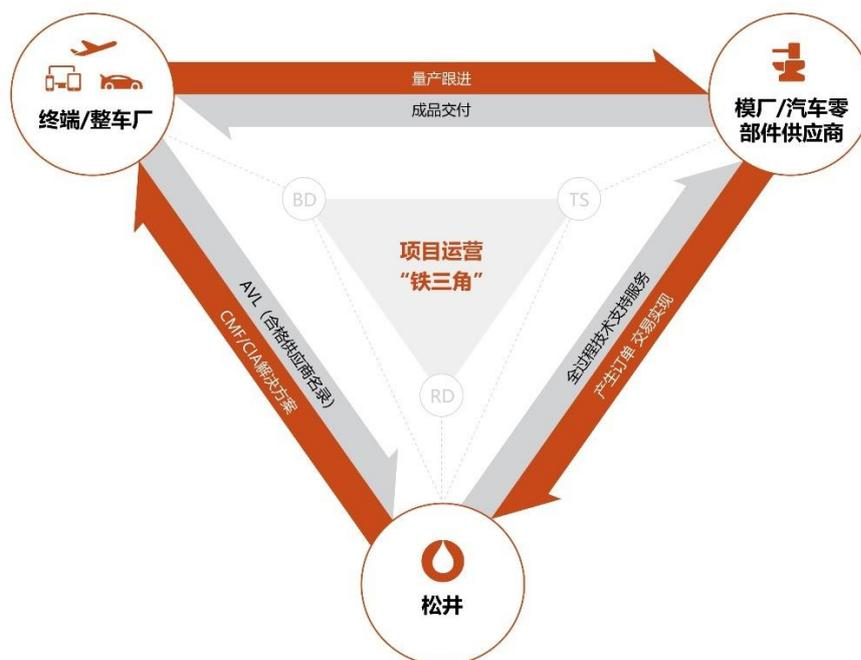 终端/整车厂
量产跟进
成品交付
模厂/汽车零
部件供应商
BD
TS
项目运营
“铁三角”
AVL（合格供应商名录）
CMF/CIA解决方案
全过程技术支持服务
产生订单 交易实现
RD
松井